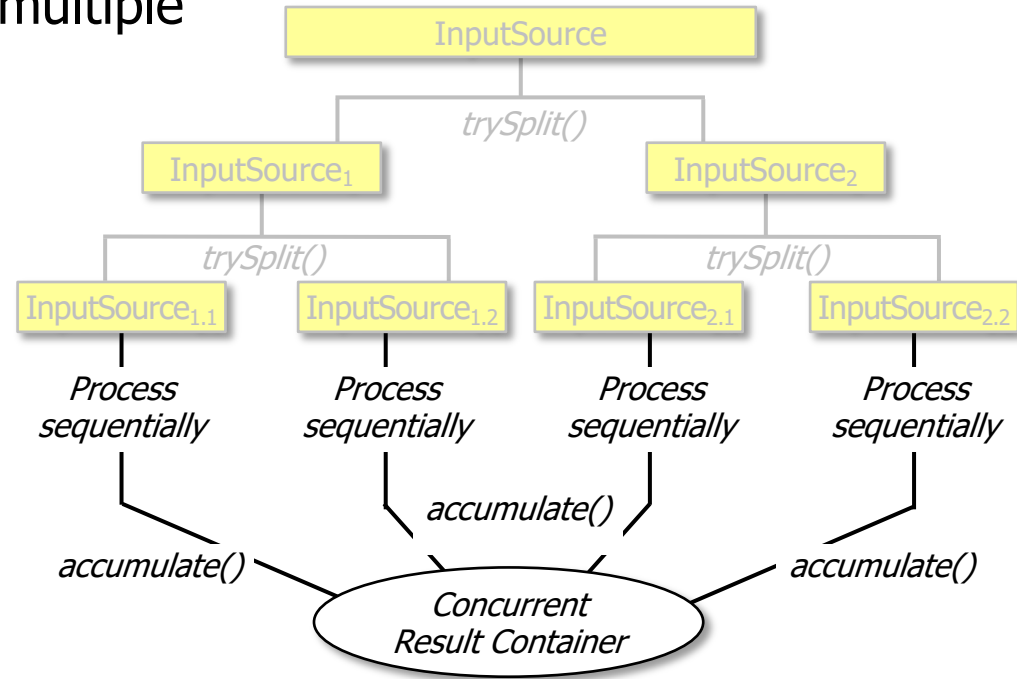 multiple
InputSource
trySplit()
InputSource₁
InputSource₂
trySplit()
trySplit()
InputSource₁.₁
InputSource₁.₂
InputSource₂.₁
InputSource₂.₂
Process
sequentially
Process
sequentially
Process
sequentially
Process
sequentially
accumulate()
accumulate()
accumulate()
Concurrent
Result Container